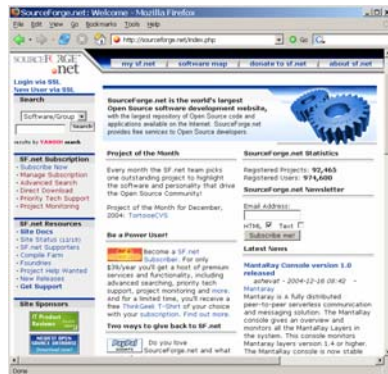 SourceForge.net: Welcome - Mozilla Firefox
File Edit View Go Bookmarks Tools Help
http://sourceforge.net/index.php
SOURCEFORGE
.net
my sf.net
software map
donate to sf.net
about sf.net
Login via SSL
New User via SSL
Search
Software/Group
Search
results by YAHOO! search
SF.net Subscription
· Subscribe Now
· Manage Subscription
· Advanced Search
· Direct Download
· Priority Tech Support
· Project Monitoring
SF.net Resources
· Site Docs
· Site Status
· SF.net Supporters
· Compile Farm
· Foundries
· Project Help Wanted
· New Releases
· Get Support
Site Sponsors
IT Product
Reviews
SourceForge.net is the world's largest
Open Source software development website,
with the largest repository of Open Source code and
applications available on the Internet. SourceForge.net
provides free services to Open Source developers.
Project of the Month
Every month the SF.net team picks
one outstanding project to highlight
the software and personality that drive
the Open Source Community!
Project of the Month for December,
2004: TortoiseCVS
Be a Power User!
Become a SF.net
Subscriber. For only
$39/year you'll get a host of premium
services and functionality, including
advanced searching, priority tech
support, project monitoring and more.
And for a limited time, you'll receive a
free ThinkGeek T-Shirt of your choice
with your subscription. Find out more.
Two ways to give back to SF.net
PayPal
Do you love
SourceForge.net and what
SourceForge.net Statistics
Registered Projects: 92,465
Registered Users: 974,600
SourceForge.net Newsletter
Email Address:
HTML Text
Subscribe me!
Latest News
MantaRay Console version 1.0
released
ashevat - 2004-12-16 08:42 -
Mantaray
Mantaray is a fully distributed
peer-to-peer serverless communication
and messaging solution. The Mantaray
console gives an overview and
monitors all the MantaRay Layers in
the system. This console monitors
Mantaray layers version 1.4 or higher.
The MantaRay console is now stable
Done